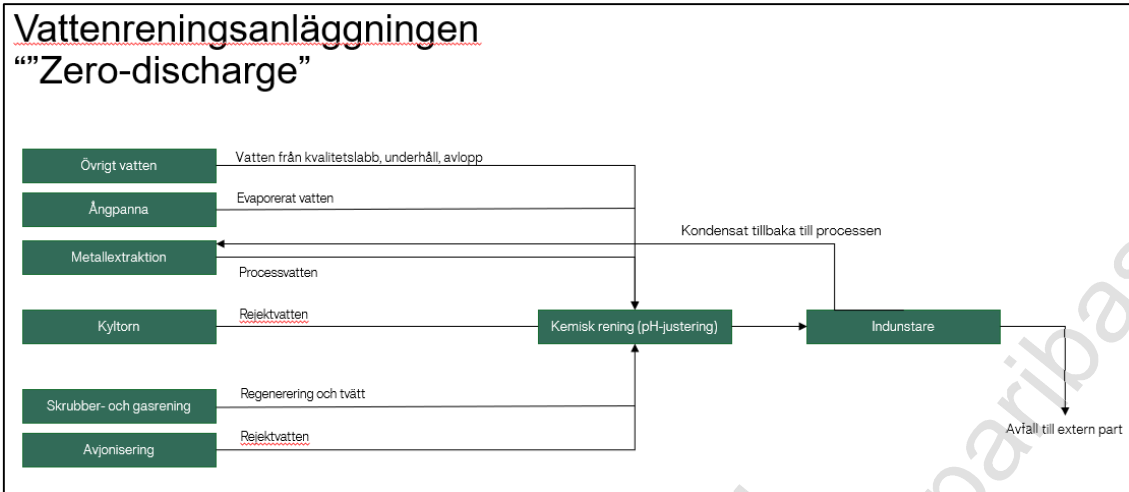 Vattenreningsanläggningen
“”Zero-discharge”
Övrigt vatten
Vatten från kvalitetslabb, underhåll, avlopp
Ångpanna
Evaporerat vatten
Kondensat tillbaka till processen
Metallextraktion
Processvatten
Kyltorn
Rejektvatten
Kemisk rening (pH-justering)
Indunstare
Skrubber- och gasrening
Regenerering och tvätt
Avjonisering
Rejektvatten
Avfall till extern part